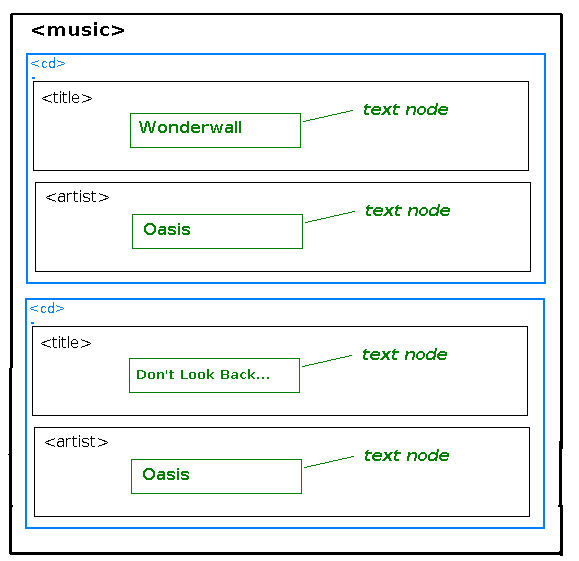 <music>
<cd>
-
<title>
Wonderwall
text node
<artist>
Oasis
text node
<cd>
-
<title>
Don't Look Back...
text node
<artist>
Oasis
text node